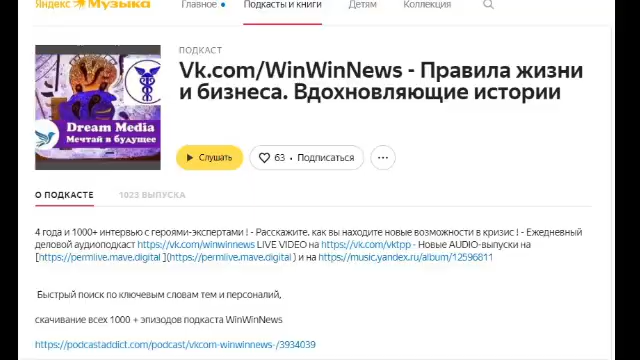 Яндекс Музыка
Главное
Подкасты и книги
Детям
Коллекция
ПОДКАСТ
Vk.com/WinWinNews - Правила жизни
и бизнеса. Вдохновляющие истории
Dream Media
Мечтай в будущее
Слушать
63 • Подписаться
О ПОДКАСТЕ
1023 ВЫПУСКА
4 года и 1000+ интервью с героями-экспертами ! - Расскажите, как вы находите новые возможности в кризис ! - Ежедневный
деловой аудиоподкаст https://vk.com/winwinnews LIVE VIDEO на https://vk.com/vktpp - Новые AUDIO-выпуски на
[https://permlive.mave.digital ](https://permlive.mave.digital ) и на https://music.yandex.ru/album/12596811
Быстрый поиск по ключевым словам тем и персоналий,
скачивание всех 1000 + эпизодов подкаста WinWinNews
https://podcastaddict.com/podcast/vkcom-winwinnews-/3934039